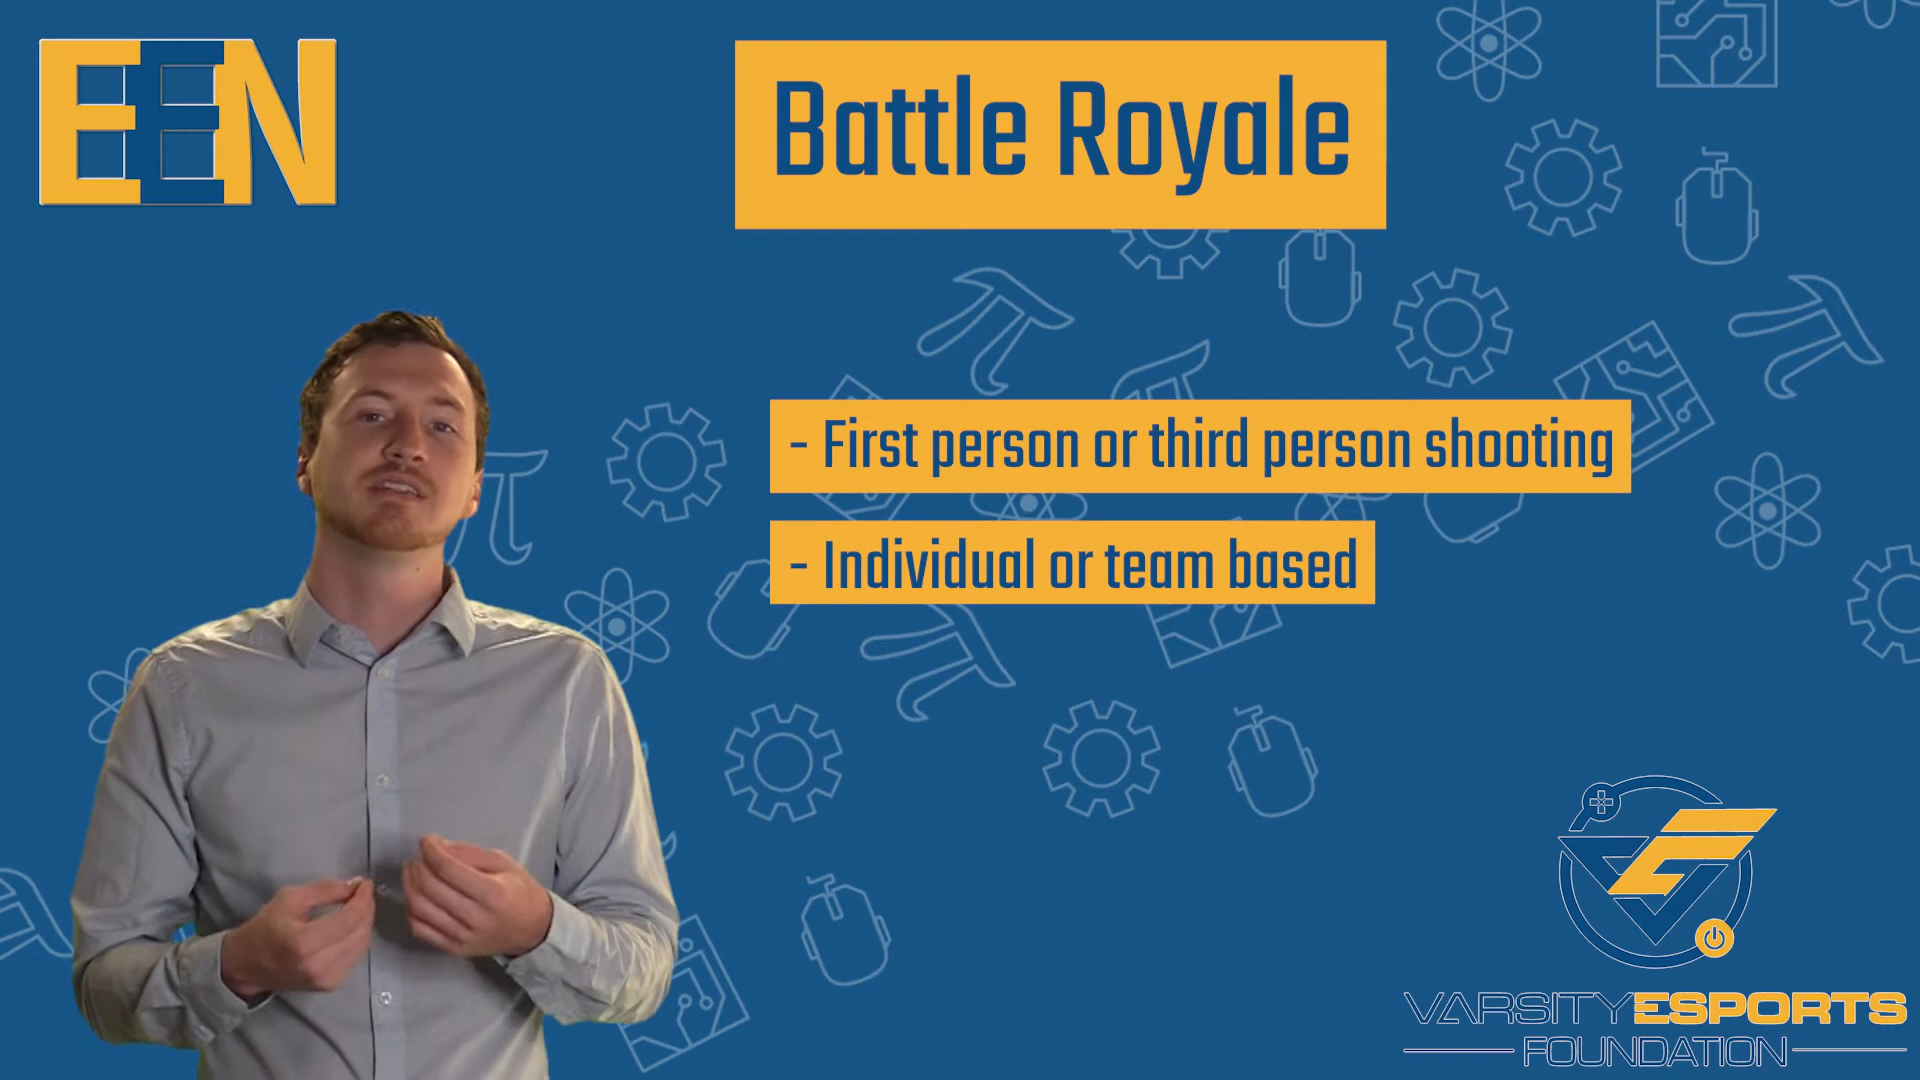 EEN
Battle Royale
- First person or third person shooting
- Individual or team based
VARSITY ESPORTS
FOUNDATION